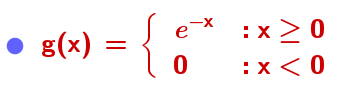 g(x) = { e^{-x} : x ≥ 0
0 : x < 0